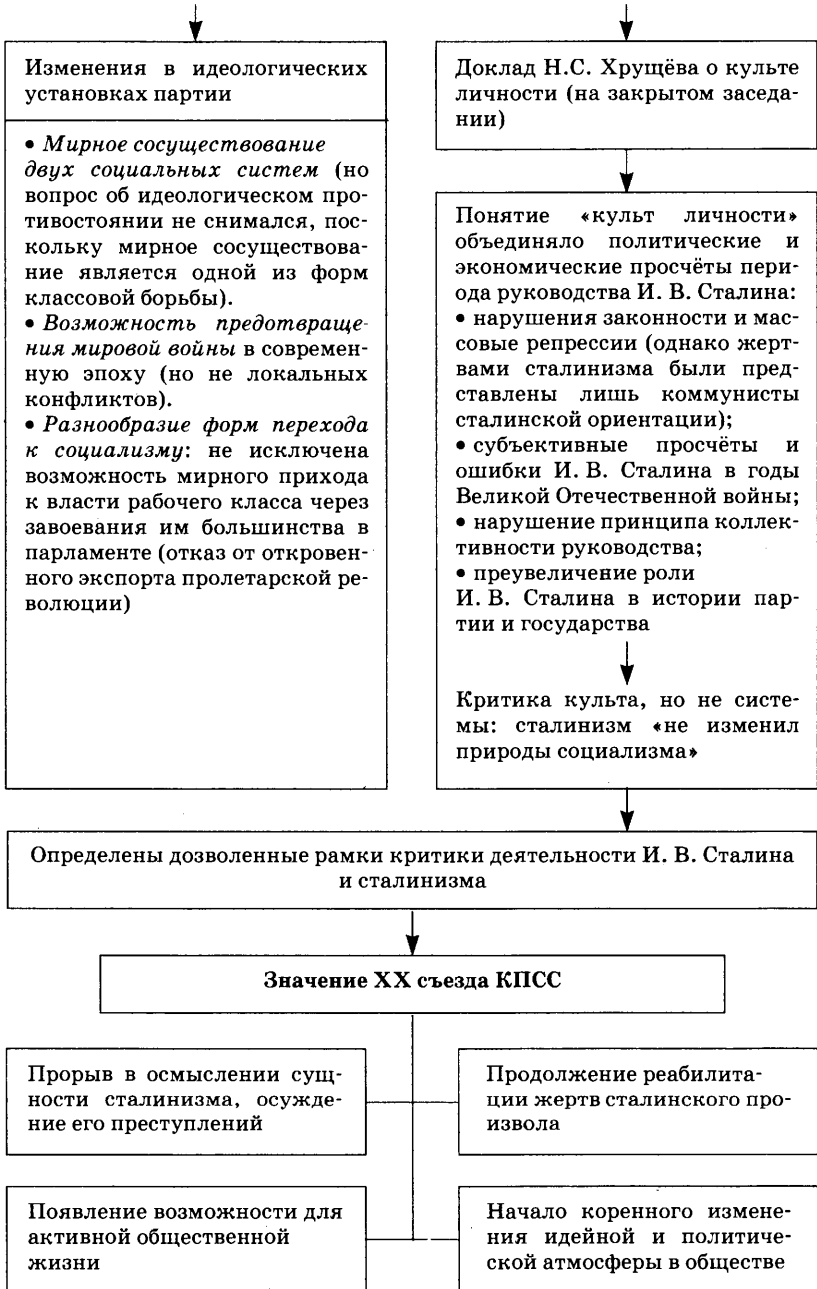 Изменения в идеологических
установках партии
• Мирное сосуществование
двух социальных систем (но
вопрос об идеологическом про-
тивостоянии не снимался, пос-
кольку мирное сосуществова-
ние является одной из форм
классовой борьбы).
• Возможность предотвраще-
ния мировой войны в современ-
ную эпоху (но не локальных
конфликтов).
• Разнообразие форм перехода
к социализму: не исключена
возможность мирного прихода
к власти рабочего класса через
завоевания им большинства в
парламенте (отказ от откровен-
ного экспорта пролетарской ре-
волюции)
Доклад Н.С. Хрущёва о культе
личности (на закрытом заседа-
нии)
Понятие «культ личности»
объединяло политические и
экономические просчёты пери-
ода руководства И. В. Сталина:
• нарушения законности и мас-
совые репрессии (однако жерт-
вами сталинизма были пред-
ставлены лишь коммунисты
сталинской ориентации);
• субъективные просчёты и
ошибки И. В. Сталина в годы
Великой Отечественной войны;
• нарушение принципа коллек-
тивности руководства;
• преувеличение роли
И. В. Сталина в истории пар-
тии и государства
Критика культа, но не систе-
мы: сталинизм «не изменил
природы социализма»
Определены дозволенные рамки критики деятельности И. В. Сталина
и сталинизма
Значение XX съезда КПСС
Прорыв в осмыслении сущ-
ности сталинизма, осужде-
ние его преступлений
Продолжение реабилита-
ции жертв сталинского про-
извола
Появление возможности для
активной общественной
жизни
Начало коренного измене-
ния идейной и политиче-
ской атмосферы в обществе